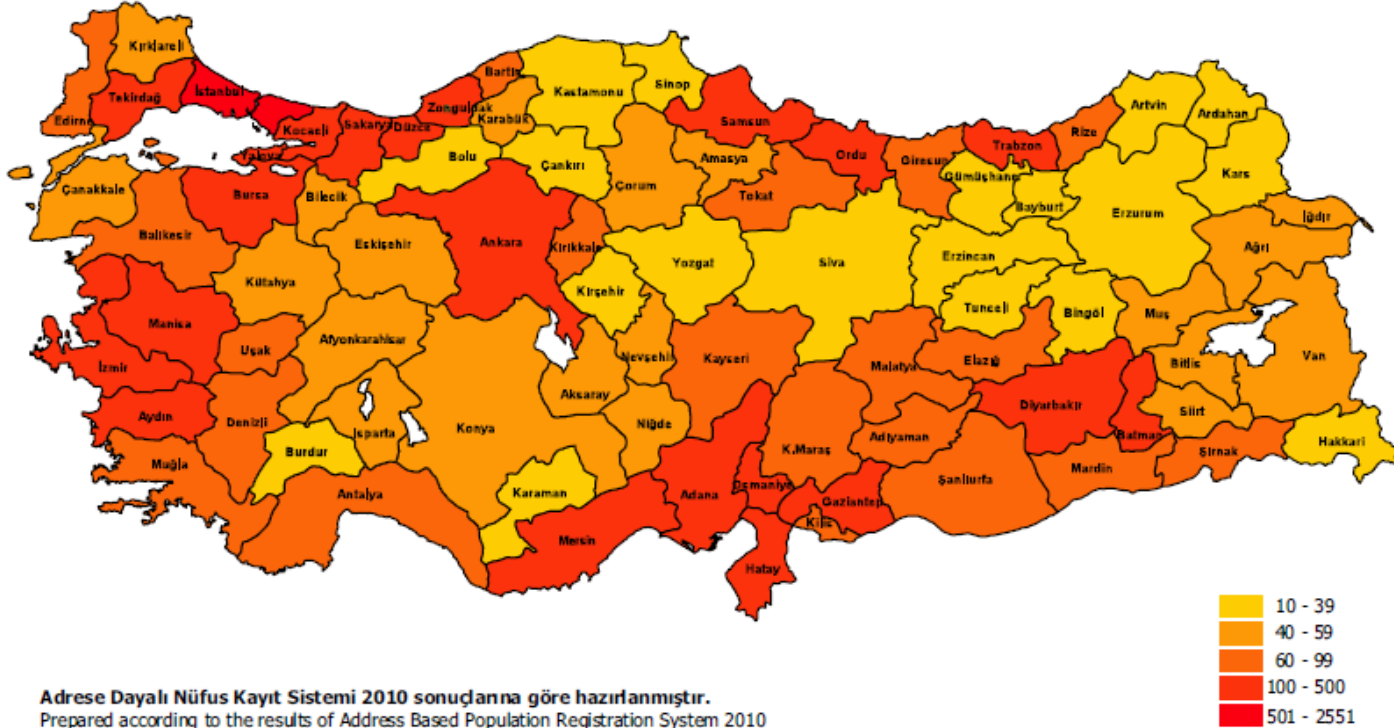 Kırklareli
Edirne
Tekirdağ
İstanbul
Kocaeli
Yalova
Sakarya
Düzce
Zonguldak
Bartın
Karabük
Kastamonu
Sinop
Bolu
Çankırı
Samsun
Amasya
Çorum
Tokat
Ordu
Giresun
Trabzon
Rize
Artvin
Ardahan
Gümüşhane
Bayburt
Erzurum
Kars
Iğdır
Ağrı
Çanakkale
Balıkesir
Bursa
Bilecik
Eskişehir
Kütahya
Ankara
Kırıkkale
Kırşehir
Yozgat
Siva
Erzincan
Tunceli
Bingöl
Muş
Bitlis
Van
Manisa
İzmir
Uşak
Afyonkarahisar
Aydın
Denizli
Isparta
Burdur
Muğla
Antalya
Konya
Aksaray
Nevşehir
Niğde
Karaman
Mersin
Kayseri
Adana
Osmaniye
Hatay
K.Maraş
Malatya
Elazığ
Adıyaman
Gaziantep
Kilis
Şanlıurfa
Diyarbakır
Batman
Mardin
Siirt
Şırnak
Hakkari
10 - 39
40 - 59
60 - 99
100 - 500
501 - 2551
Adrese Dayalı Nüfus Kayıt Sistemi 2010 sonuçlarına göre hazırlanmıştır.
Prepared according to the results of Address Based Population Registration System 2010